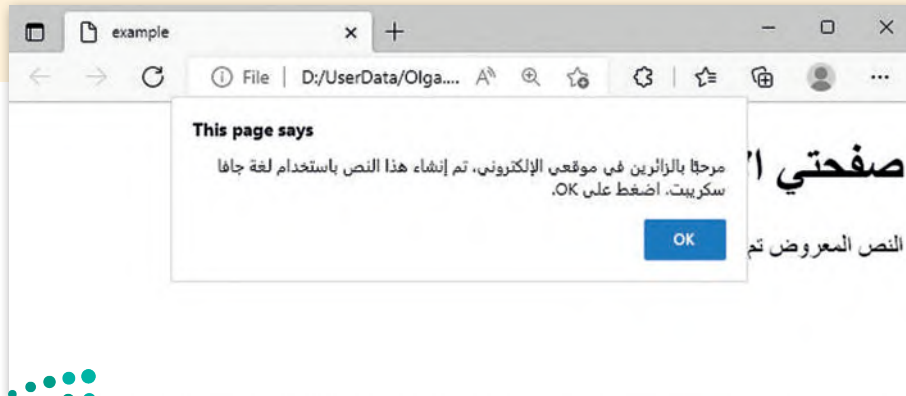 example
File | D:/UserData/Olga....
This page says
مرحبًا بالزائرين في موقعي الإلكتروني، تم إنشاء هذا النص باستخدام لغة جافا
سكريبت. اضغط على OK.
OK
صفحتي
النص المعروض تم